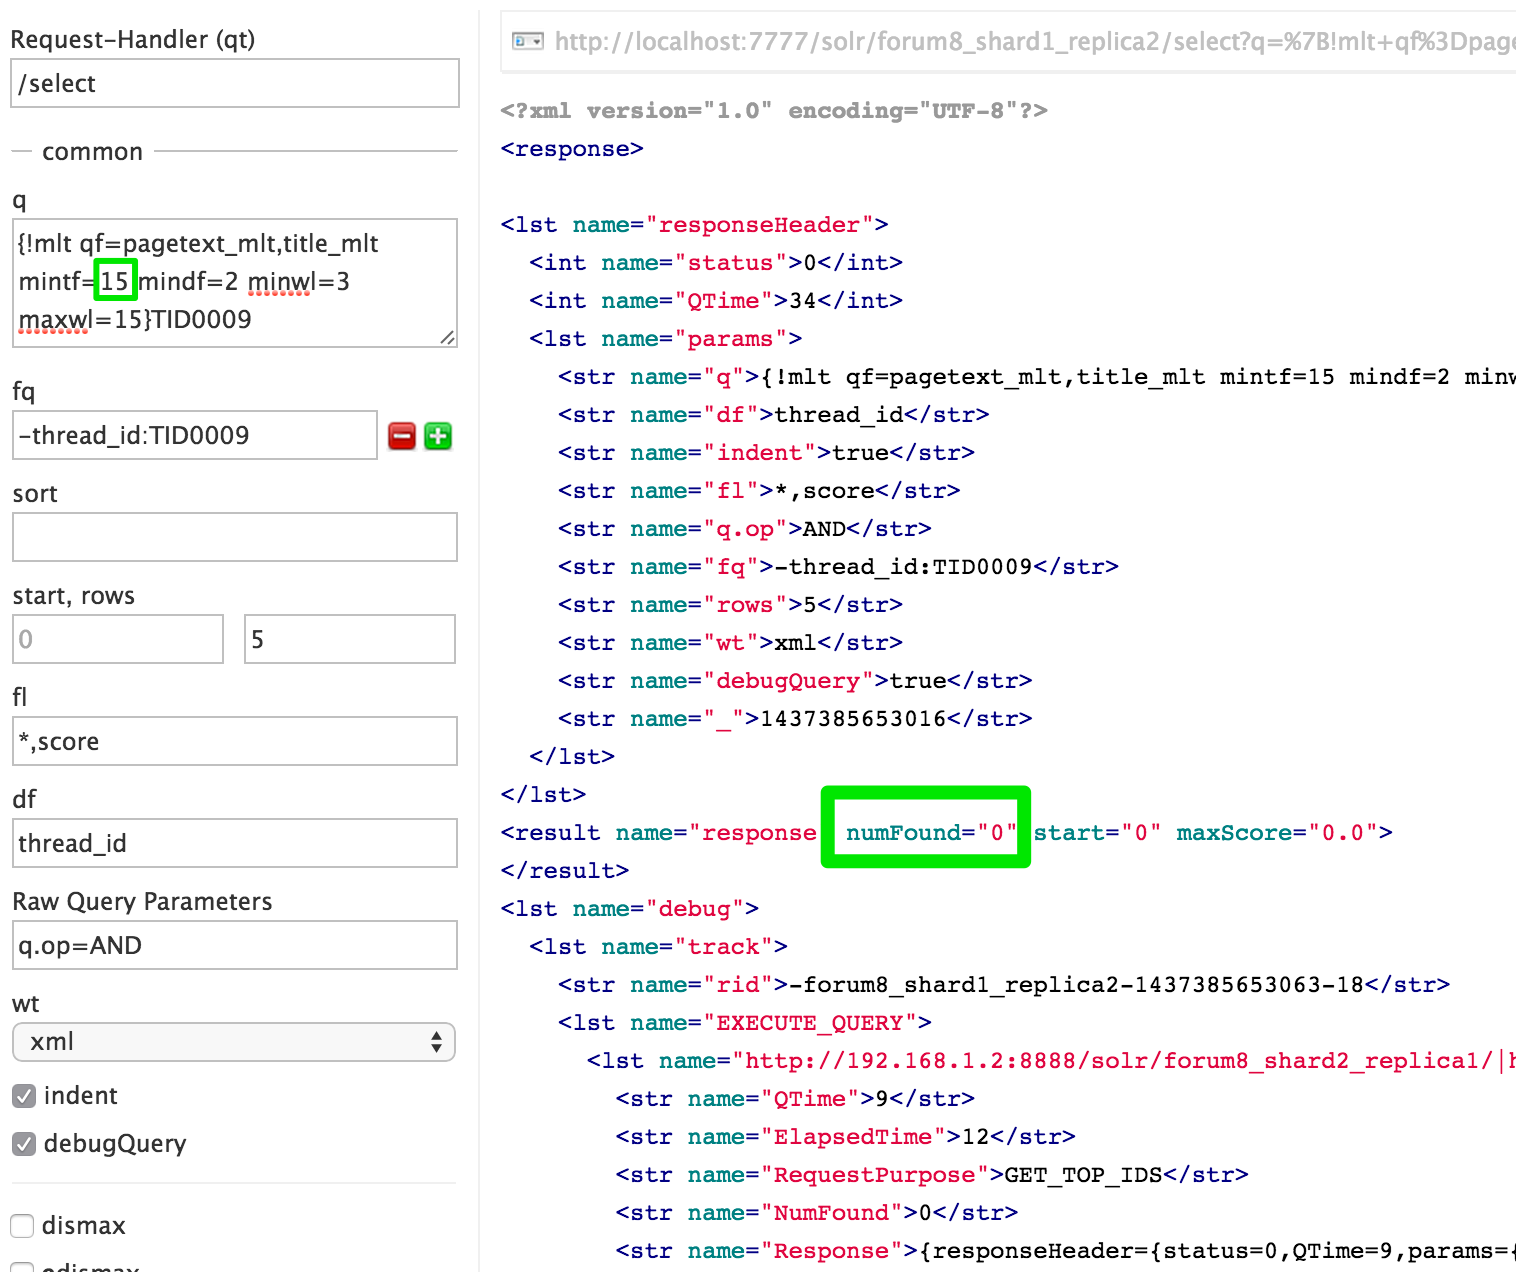 Request-Handler (qt)
/select
common
q
{!mlt qf=pagetext_mlt,title_mlt
mintf=15 mindf=2 minwl=3
maxwl=15}TID0009
fq
-thread_id:TID0009
sort
start, rows
0
5
fl
*,score
df
thread_id
Raw Query Parameters
q.op=AND
wt
xml
indent
debugQuery
dismax
edismax
http://localhost:7777/solr/forum8_shard1_replica2/select?q=%7B!mlt+qf%3Dpage
<?xml version="1.0" encoding="UTF-8"?>
<response>
<lst name="responseHeader">
<int name="status">0</int>
<int name="QTime">34</int>
<lst name="params">
<str name="q">{!mlt qf=pagetext_mlt,title_mlt mintf=15 mindf=2 minw
<str name="df">thread_id</str>
<str name="indent">true</str>
<str name="fl">*,score</str>
<str name="q.op">AND</str>
<str name="fq">-thread_id:TID0009</str>
<str name="rows">5</str>
<str name="wt">xml</str>
<str name="debugQuery">true</str>
<str name="_">1437385653016</str>
</lst>
</lst>
<result name="response numFound="0" start="0" maxScore="0.0">
</result>
<lst name="debug">
<lst name="track">
<str name="rid">-forum8_shard1_replica2-1437385653063-18</str>
<lst name="EXECUTE_QUERY">
<lst name="http://192.168.1.2:8888/solr/forum8_shard2_replica1/|h
<str name="QTime">9</str>
<str name="ElapsedTime">12</str>
<str name="RequestPurpose">GET_TOP_IDS</str>
<str name="NumFound">0</str>
<str name="Response">{responseHeader={status=0,QTime=9,params={